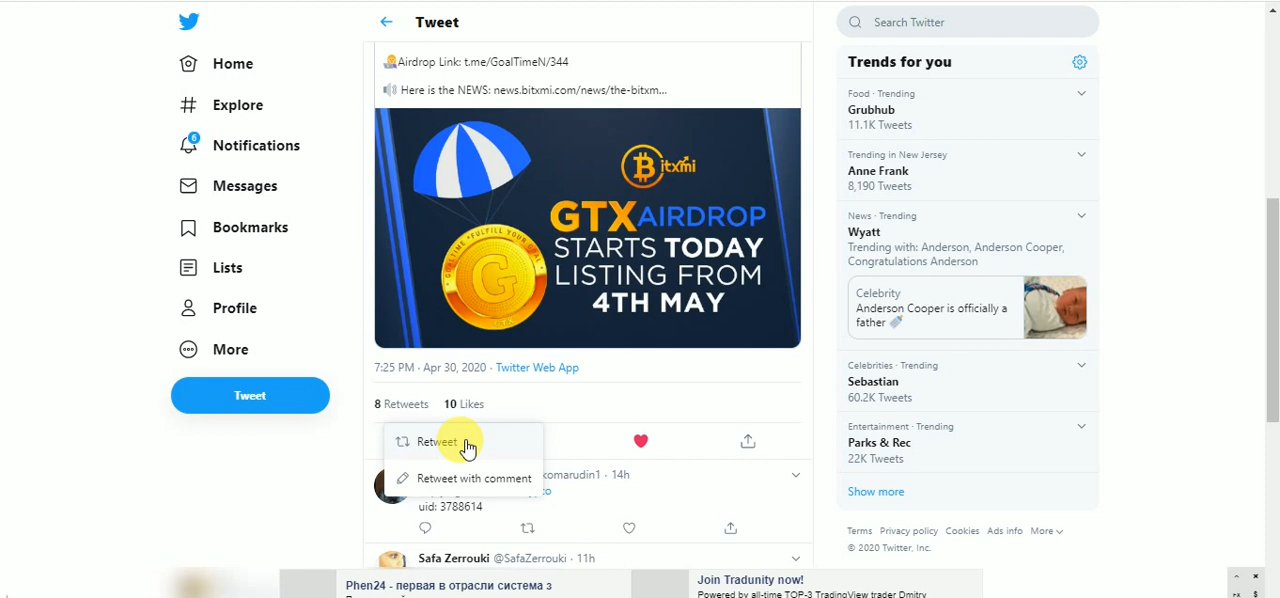 Home
Explore
6
Notifications
Messages
Bookmarks
Lists
Profile
More
Tweet
Tweet
Airdrop Link: t.me/GoalTimeN/344
Here is the NEWS: news.bitxmi.com/news/the-bitxm...
Bitxmi
GTX AIRDROP
STARTS TODAY
LISTING FROM
4TH MAY
FULFILL YOUR
G
GTX
7:25 PM · Apr 30, 2020 · Twitter Web App
8 Retweets 10 Likes
Retweet
Retweet with comment
komarudin1 · 14h
uid: 3788614
Safa Zerrouki @SafaZerrouki · 11h
Search Twitter
Trends for you
Food · Trending
Grubhub
11.1K Tweets
Trending in New Jersey
Anne Frank
8,190 Tweets
News · Trending
Wyatt
Trending with: Anderson, Anderson Cooper,
Congratulations Anderson
Celebrity
Anderson Cooper is officially a
father
Celebrities · Trending
Sebastian
60.2K Tweets
Entertainment · Trending
Parks & Rec
22K Tweets
Show more
Terms Privacy policy Cookies Ads info More
© 2020 Twitter, Inc.
Phen24 - первая в отрасли система з
Join Tradunity now!
Powered by all-time TOP-3 TradingView trader Dmitry